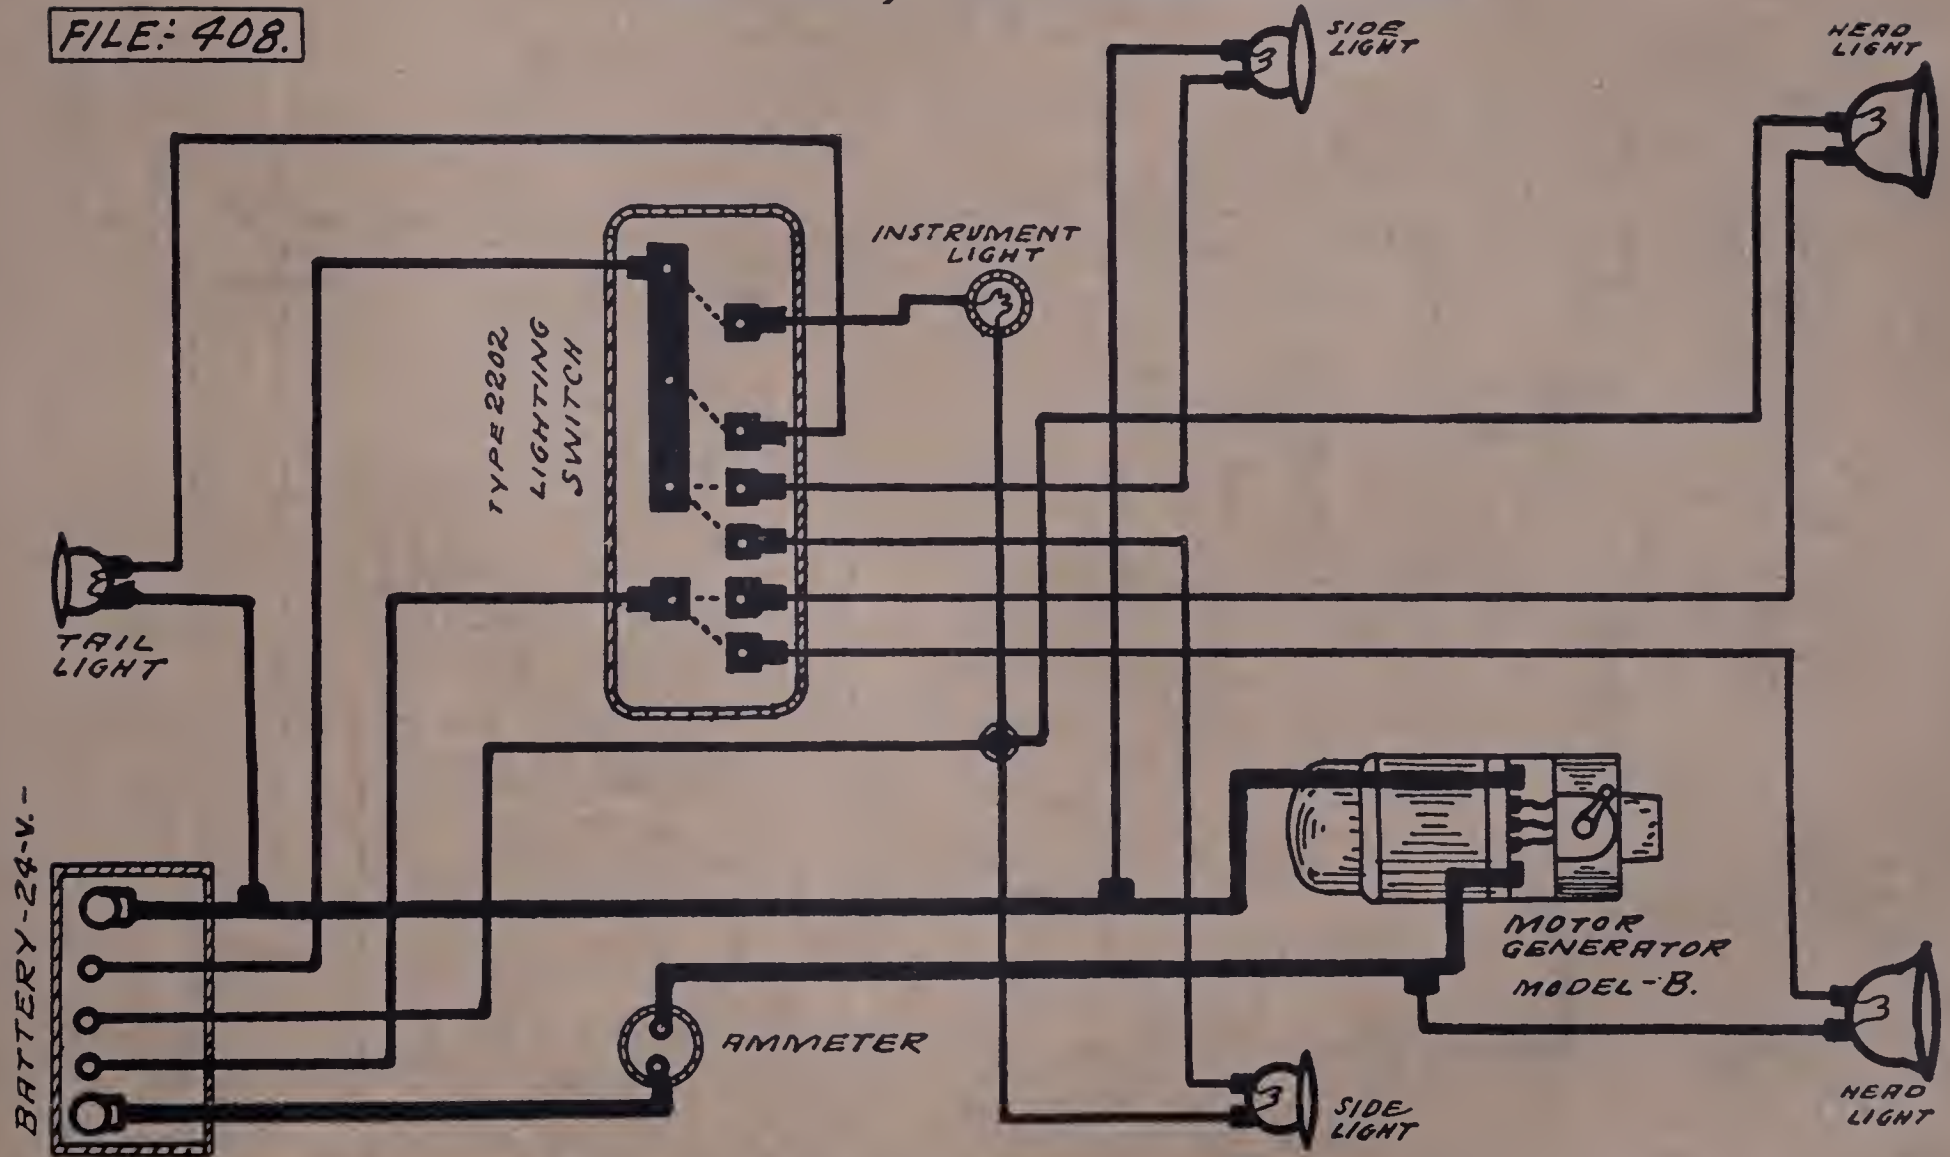 FILE:- 408.
SIDE
LIGHT
HEAD
LIGHT
INSTRUMENT
LIGHT
TYPE 2202
LIGHTING
SWITCH
TAIL
LIGHT
BATTERY-24-V.-
MOTOR
GENERATOR
MODEL-B.
AMMETER
SIDE
LIGHT
HEAD
LIGHT